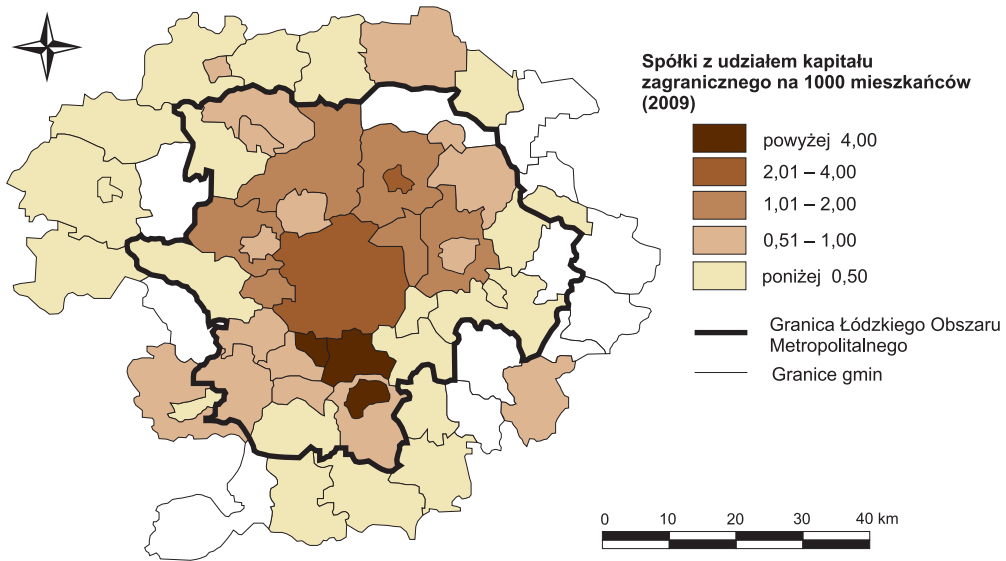 Spółki z udziałem kapitału
zagranicznego na 1000 mieszkańców
(2009)
powyżej 4,00
2,01 – 4,00
1,01 – 2,00
0,51 – 1,00
poniżej 0,50
Granica Łódzkiego Obszaru
Metropolitalnego
Granice gmin
0 10 20 30 40 km